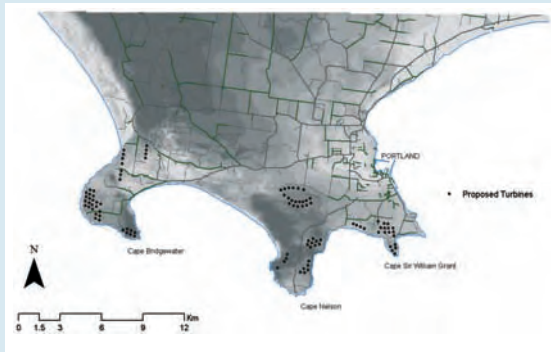 PORTLAND
Proposed Turbines
Cape Bridgewater
Cape Sir William Grant
Cape Nelson
N
Km
0 1.5 3 6 9 12